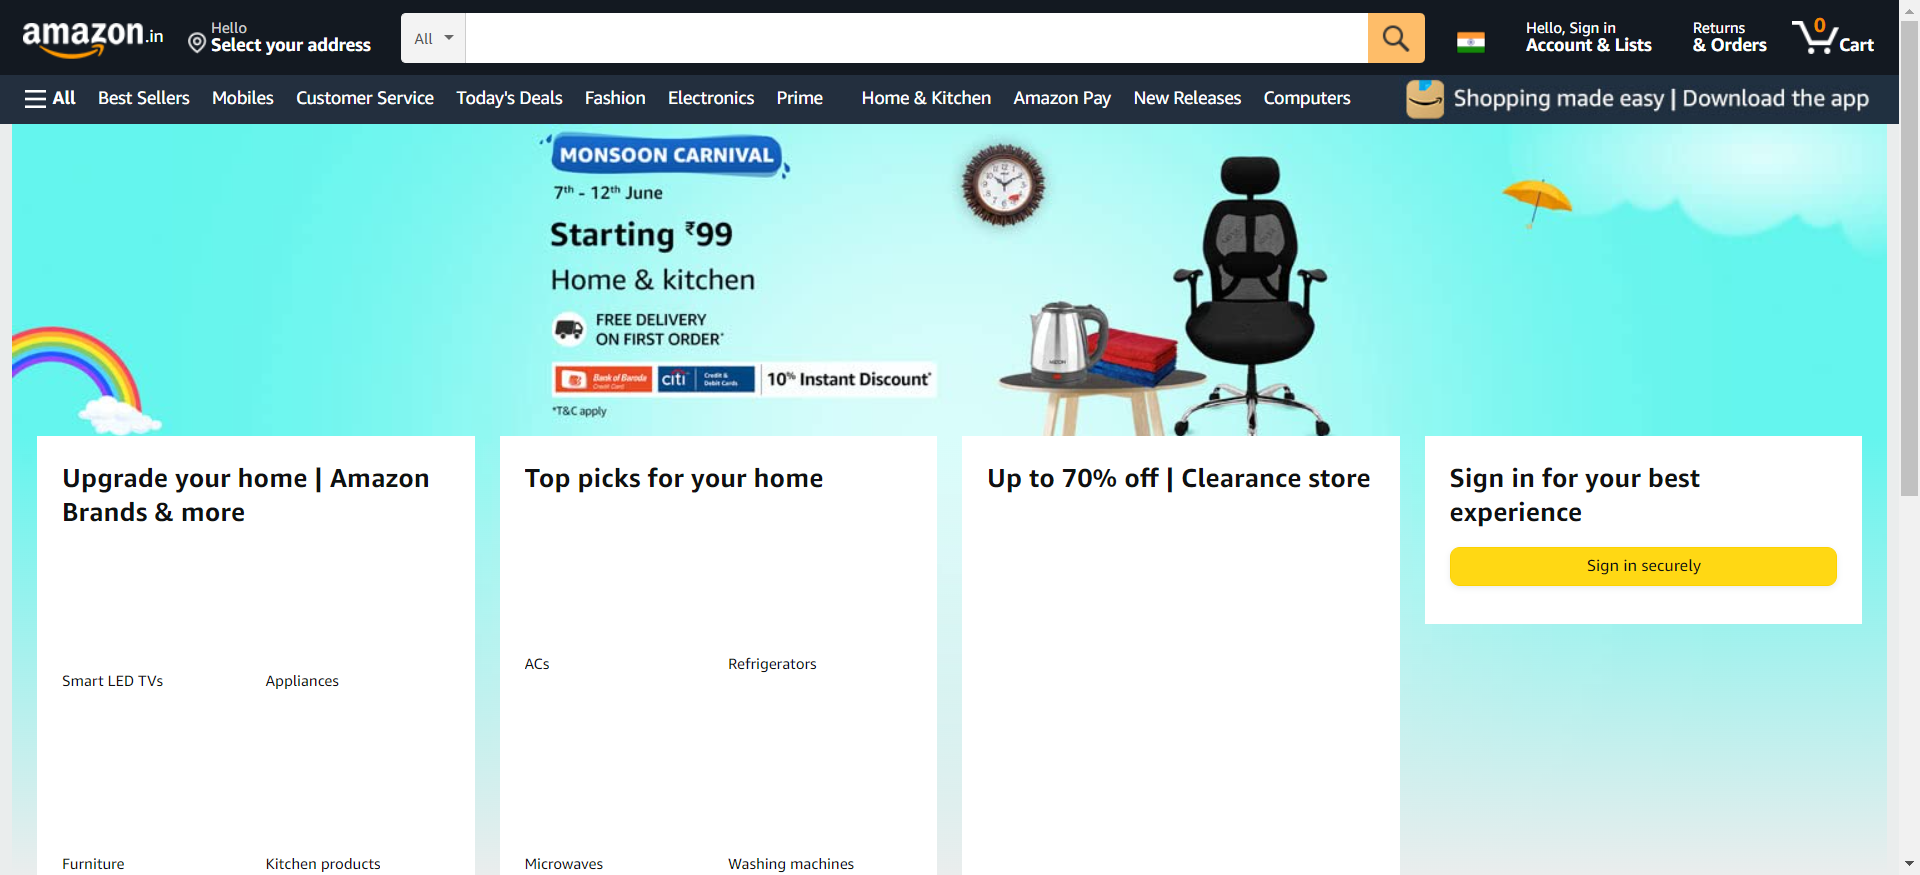 amazon.in
Hello
Select your address
All
Hello, Sign in
Account & Lists
Returns
& Orders
0
Cart
All
Best Sellers
Mobiles
Customer Service
Today's Deals
Fashion
Electronics
Prime
Home & Kitchen
Amazon Pay
New Releases
Computers
Shopping made easy | Download the app
MONSOON CARNIVAL
7th - 12th June
Starting ₹99
Home & kitchen
FREE DELIVERY
ON FIRST ORDER*
Bank of Baroda
Credit Card
citi
Credit &
Debit Cards
10% Instant Discount*
*T&C apply
Upgrade your home | Amazon
Brands & more
Smart LED TVs
Appliances
Furniture
Kitchen products
Top picks for your home
ACs
Refrigerators
Microwaves
Washing machines
Up to 70% off | Clearance store
Sign in for your best
experience
Sign in securely